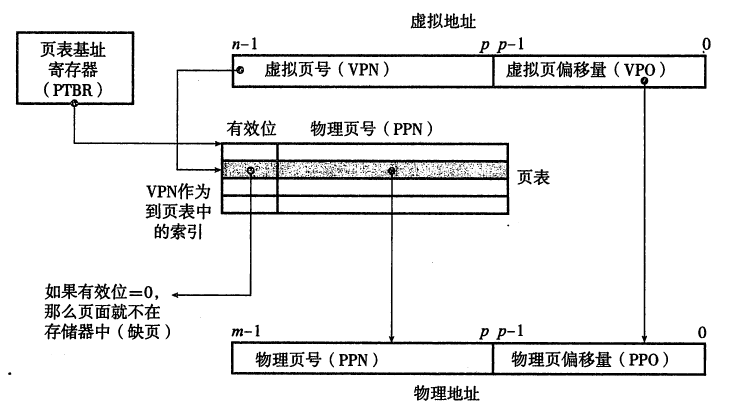 虚拟地址
页表基址
寄存器
（PTBR）
n-1 p p-1 0
虚拟页号（VPN） 虚拟页偏移量（VPO）
有效位 物理页号（PPN）
页表
VPN作为
到页表中
的索引
如果有效位＝0，
那么页面就不在
存储器中（缺页）
m-1 p p-1 0
物理页号（PPN） 物理页偏移量（PPO）
物理地址